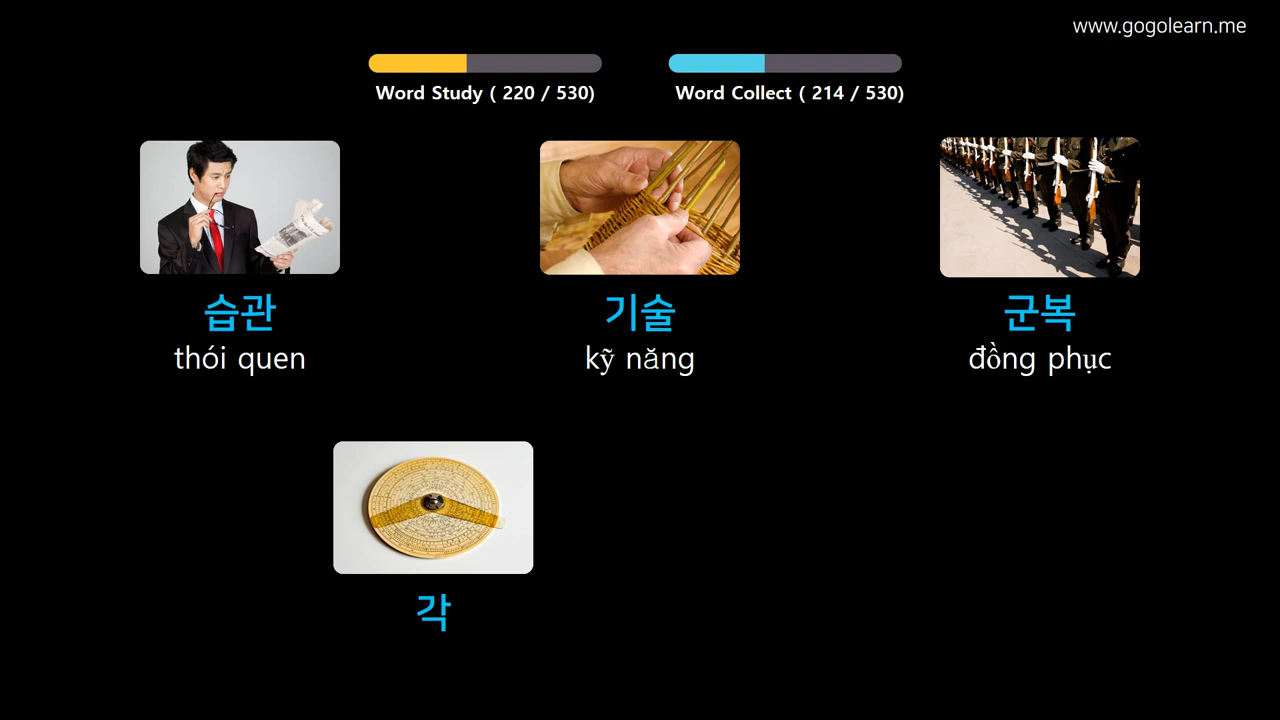 www.gogolearn.me
Word Study ( 220 / 530)
Word Collect ( 214 / 530)
습관
thói quen
기술
kỹ năng
군복
đồng phục
각